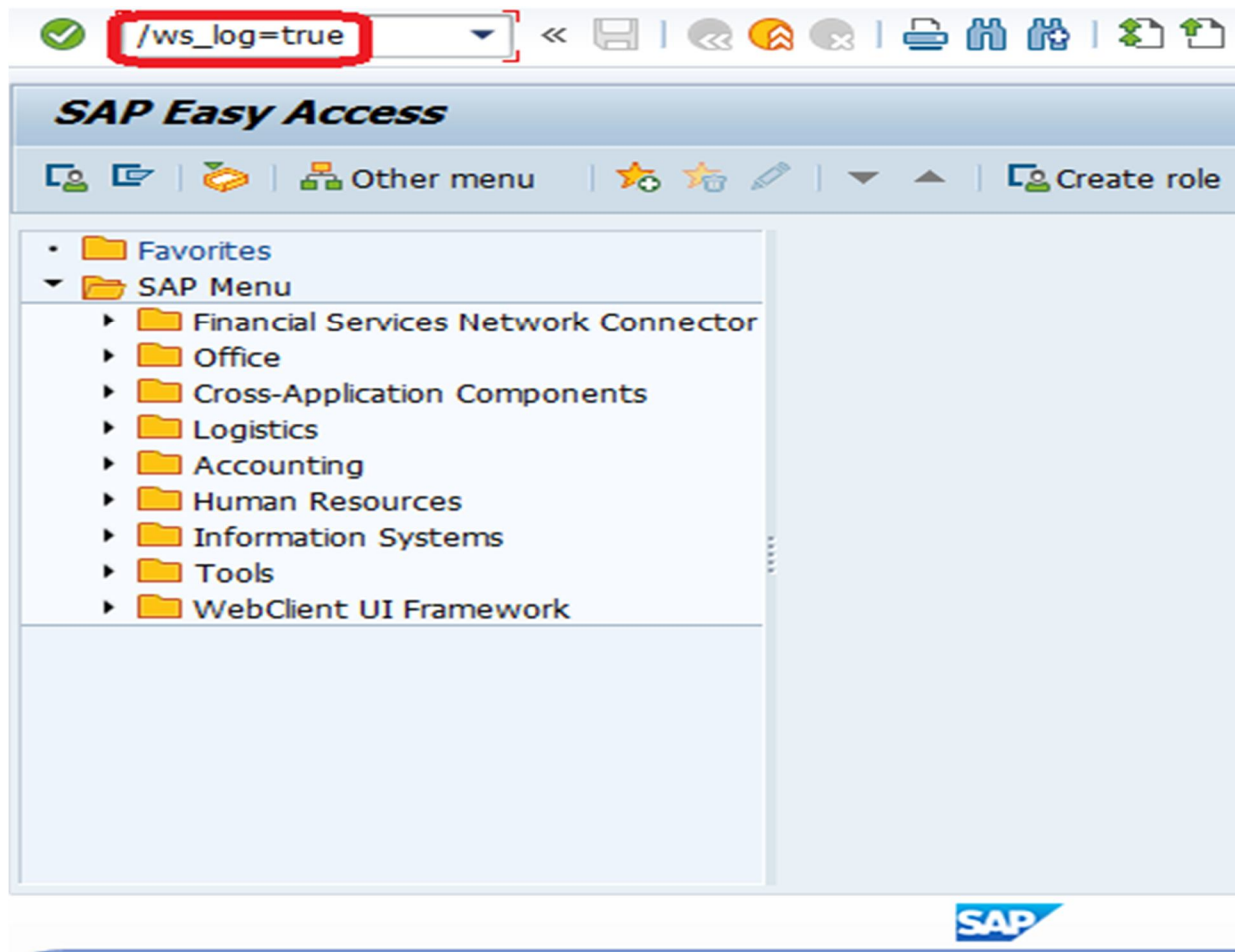 /ws_log=true
SAP Easy Access
Other menu
Create role
Favorites
SAP Menu
Financial Services Network Connector
Office
Cross-Application Components
Logistics
Accounting
Human Resources
Information Systems
Tools
WebClient UI Framework
SAP